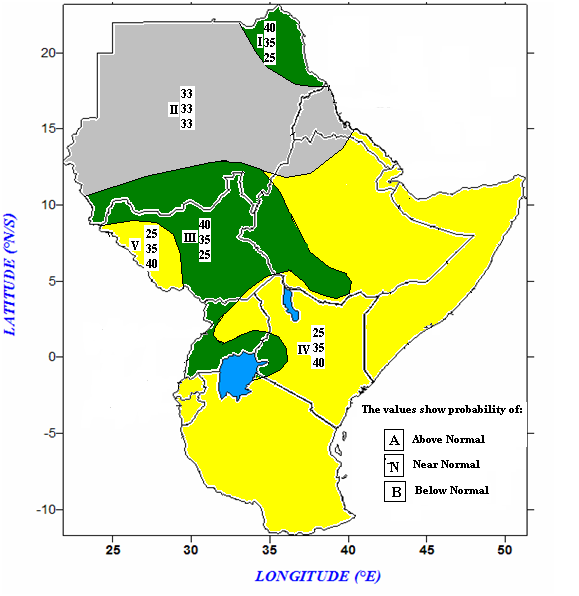 20
15
10
5
0
-5
-10
LATITUDE (°N/S)
I
40
35
25
II
33
33
33
III
40
35
25
V
25
35
40
IV
25
35
40
The values show probability of:
A Above Normal
N Near Normal
B Below Normal
25 30 35 40 45 50
LONGITUDE (°E)